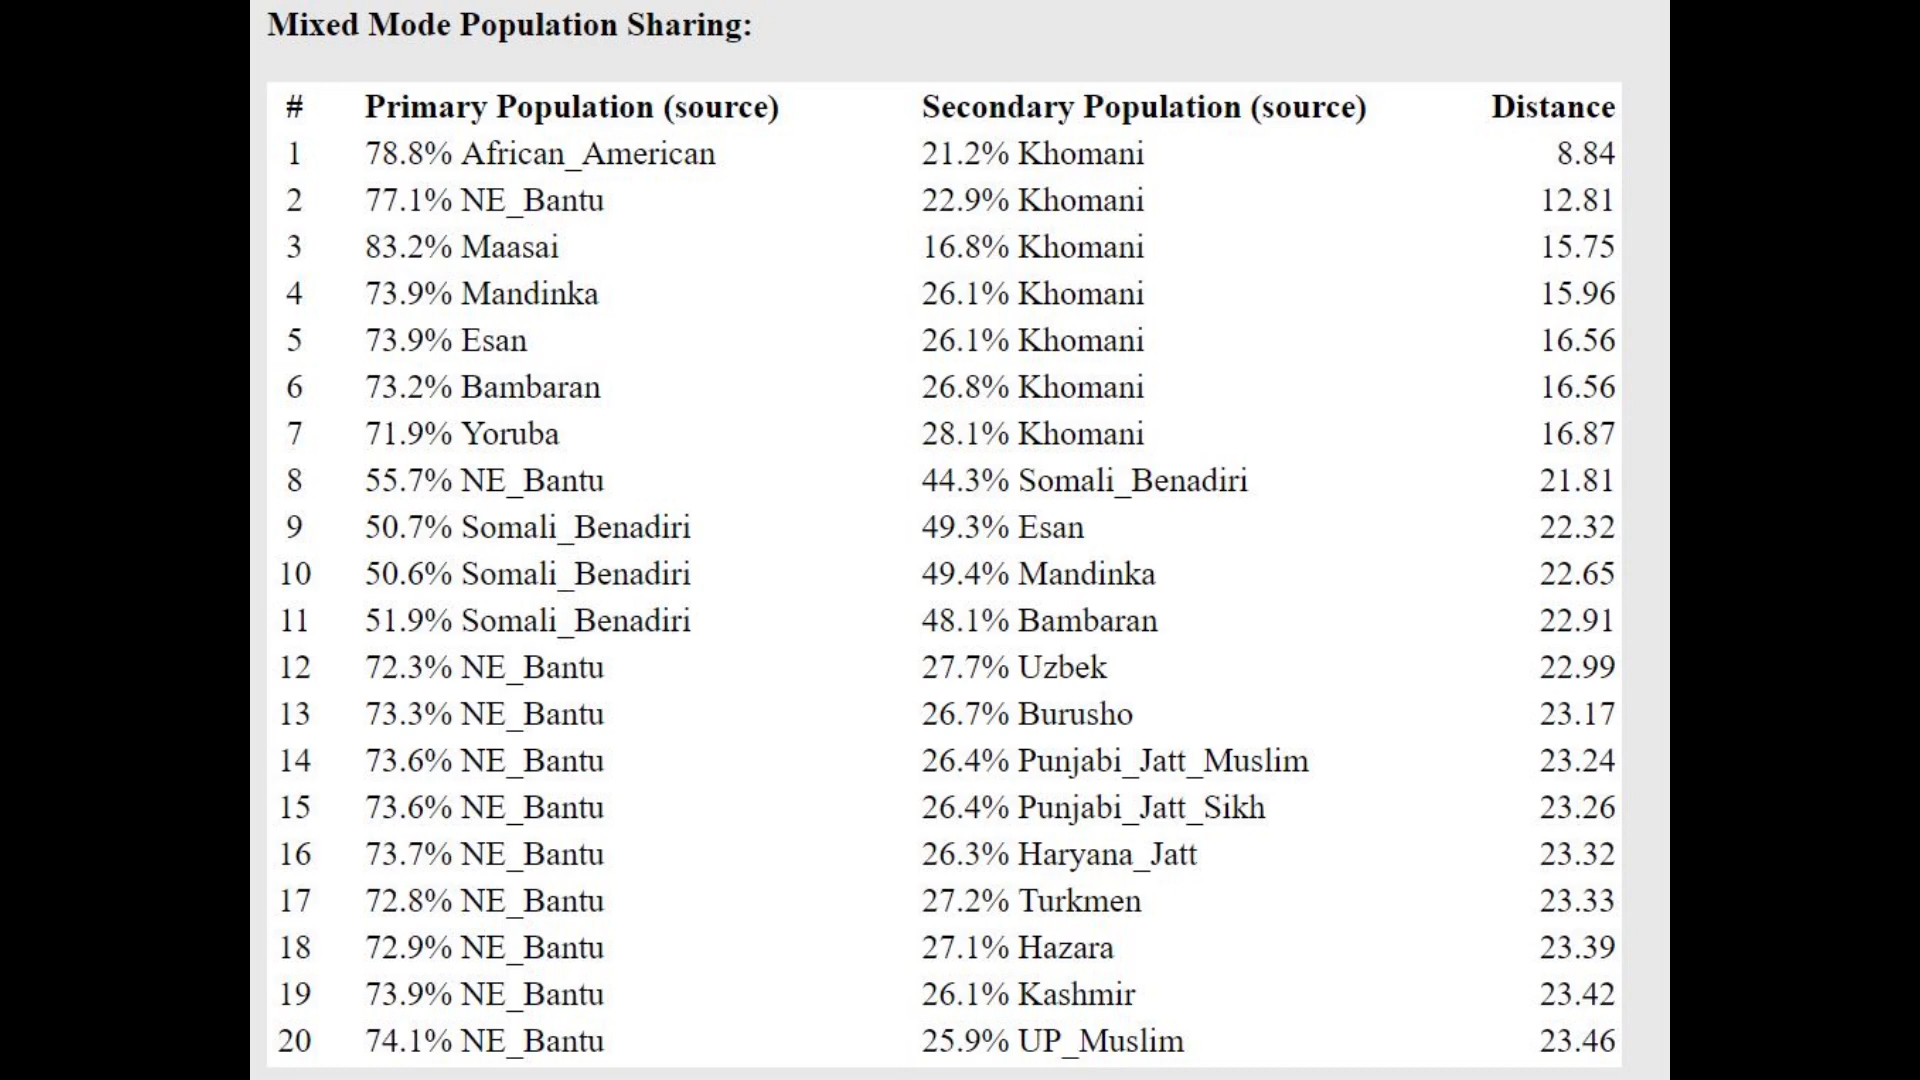 Mixed Mode Population Sharing:
# Primary Population (source) Secondary Population (source) Distance
1 78.8% African_American 21.2% Khomani 8.84
2 77.1% NE_Bantu 22.9% Khomani 12.81
3 83.2% Maasai 16.8% Khomani 15.75
4 73.9% Mandinka 26.1% Khomani 15.96
5 73.9% Esan 26.1% Khomani 16.56
6 73.2% Bambaran 26.8% Khomani 16.56
7 71.9% Yoruba 28.1% Khomani 16.87
8 55.7% NE_Bantu 44.3% Somali_Benadiri 21.81
9 50.7% Somali_Benadiri 49.3% Esan 22.32
10 50.6% Somali_Benadiri 49.4% Mandinka 22.65
11 51.9% Somali_Benadiri 48.1% Bambaran 22.91
12 72.3% NE_Bantu 27.7% Uzbek 22.99
13 73.3% NE_Bantu 26.7% Burusho 23.17
14 73.6% NE_Bantu 26.4% Punjabi_Jatt_Muslim 23.24
15 73.6% NE_Bantu 26.4% Punjabi_Jatt_Sikh 23.26
16 73.7% NE_Bantu 26.3% Haryana_Jatt 23.32
17 72.8% NE_Bantu 27.2% Turkmen 23.33
18 72.9% NE_Bantu 27.1% Hazara 23.39
19 73.9% NE_Bantu 26.1% Kashmir 23.42
20 74.1% NE_Bantu 25.9% UP_Muslim 23.46